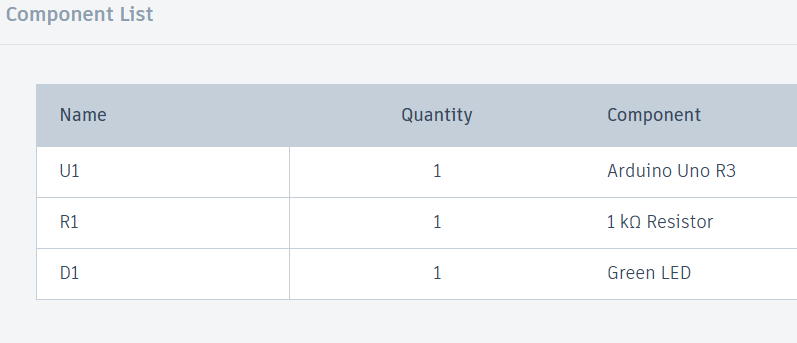 Component List
Name Quantity Component
U1 1 Arduino Uno R3
R1 1 1 kΩ Resistor
D1 1 Green LED